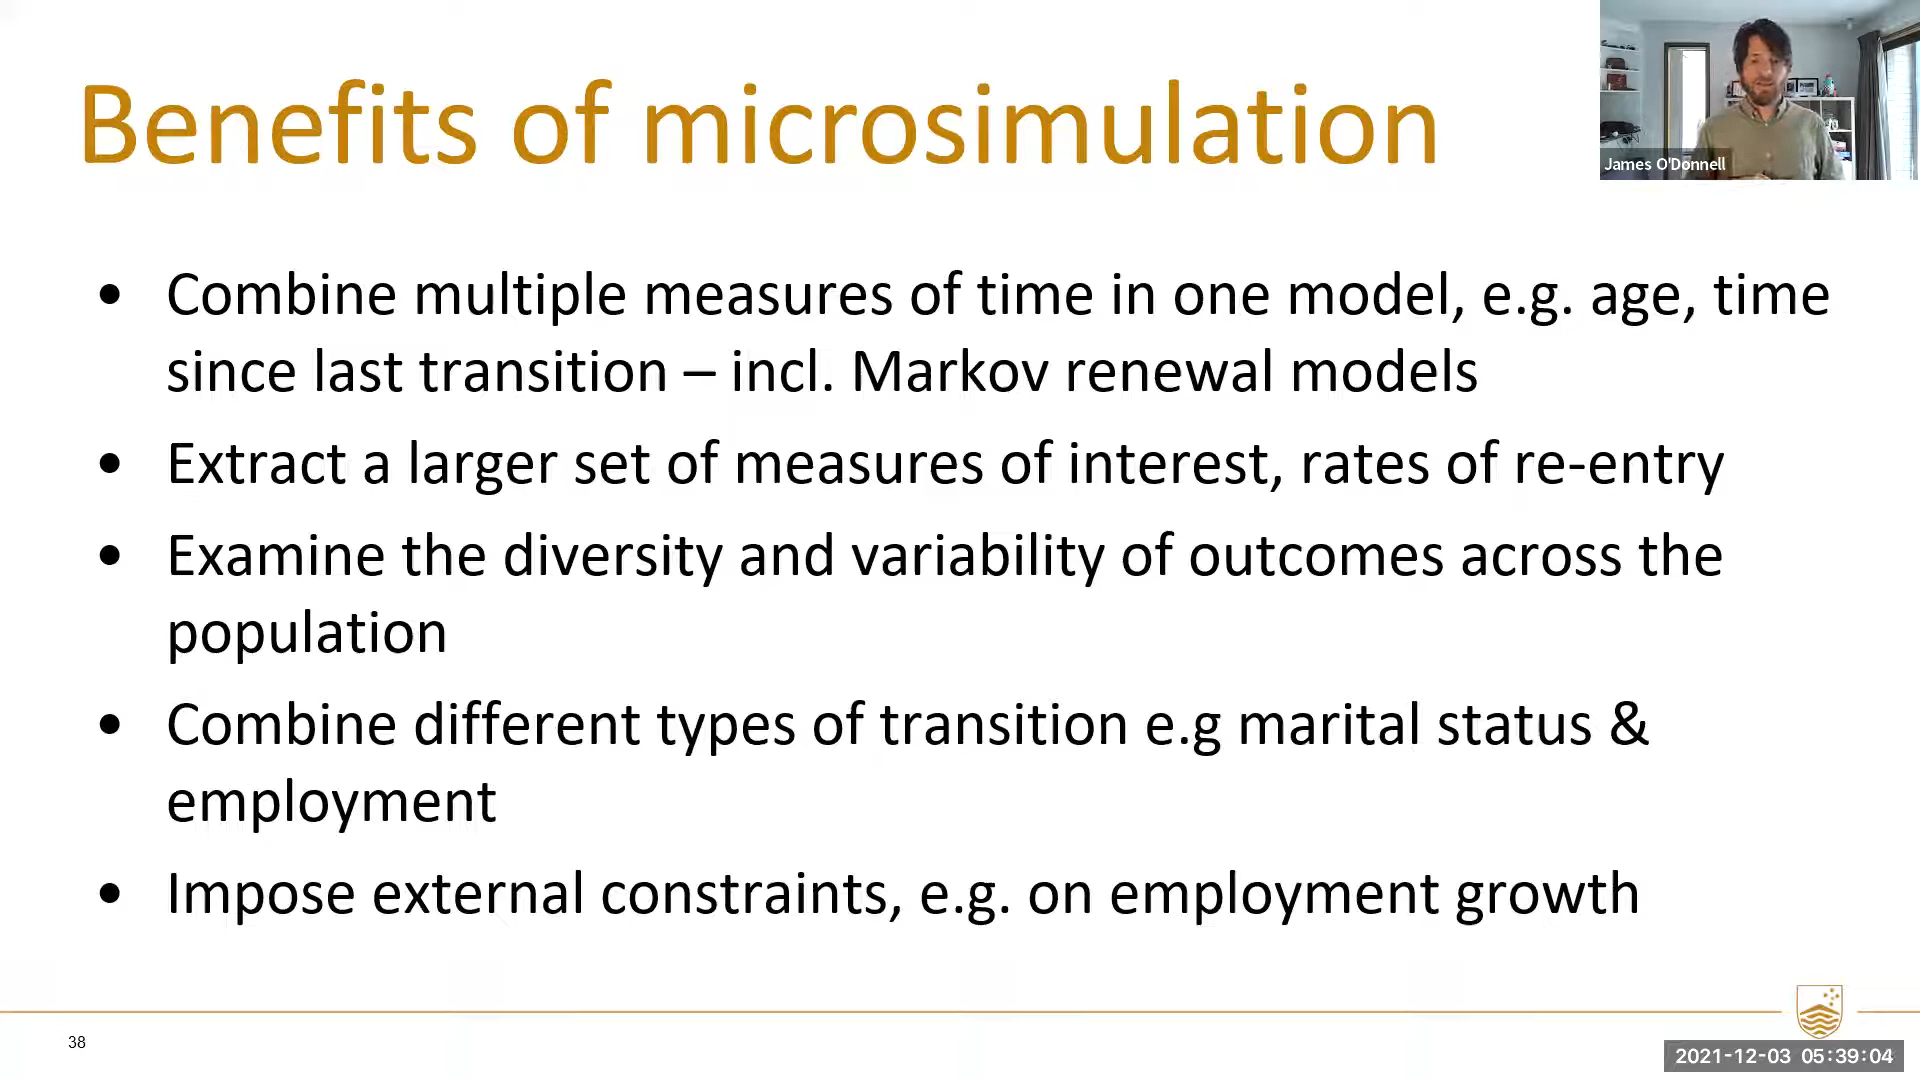 Benefits of microsimulation
James O'Donnell
• Combine multiple measures of time in one model, e.g. age, time
since last transition – incl. Markov renewal models
• Extract a larger set of measures of interest, rates of re-entry
• Examine the diversity and variability of outcomes across the
population
• Combine different types of transition e.g marital status &
employment
• Impose external constraints, e.g. on employment growth
38
2021-12-03 05:39:04